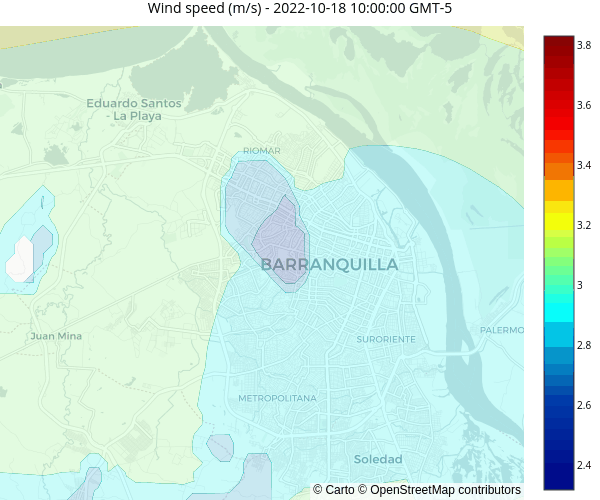 Wind speed (m/s) - 2022-10-18 10:00:00 GMT-5
3.8
3.6
3.4
3.2
3
2.8
2.6
2.4
Eduardo Santos
- La Playa
RIOMAR
BARRANQUILLA
Juan Mina
PALERMO
SURORIENTE
METROPOLITANA
Soledad
© Carto © OpenStreetMap contributors